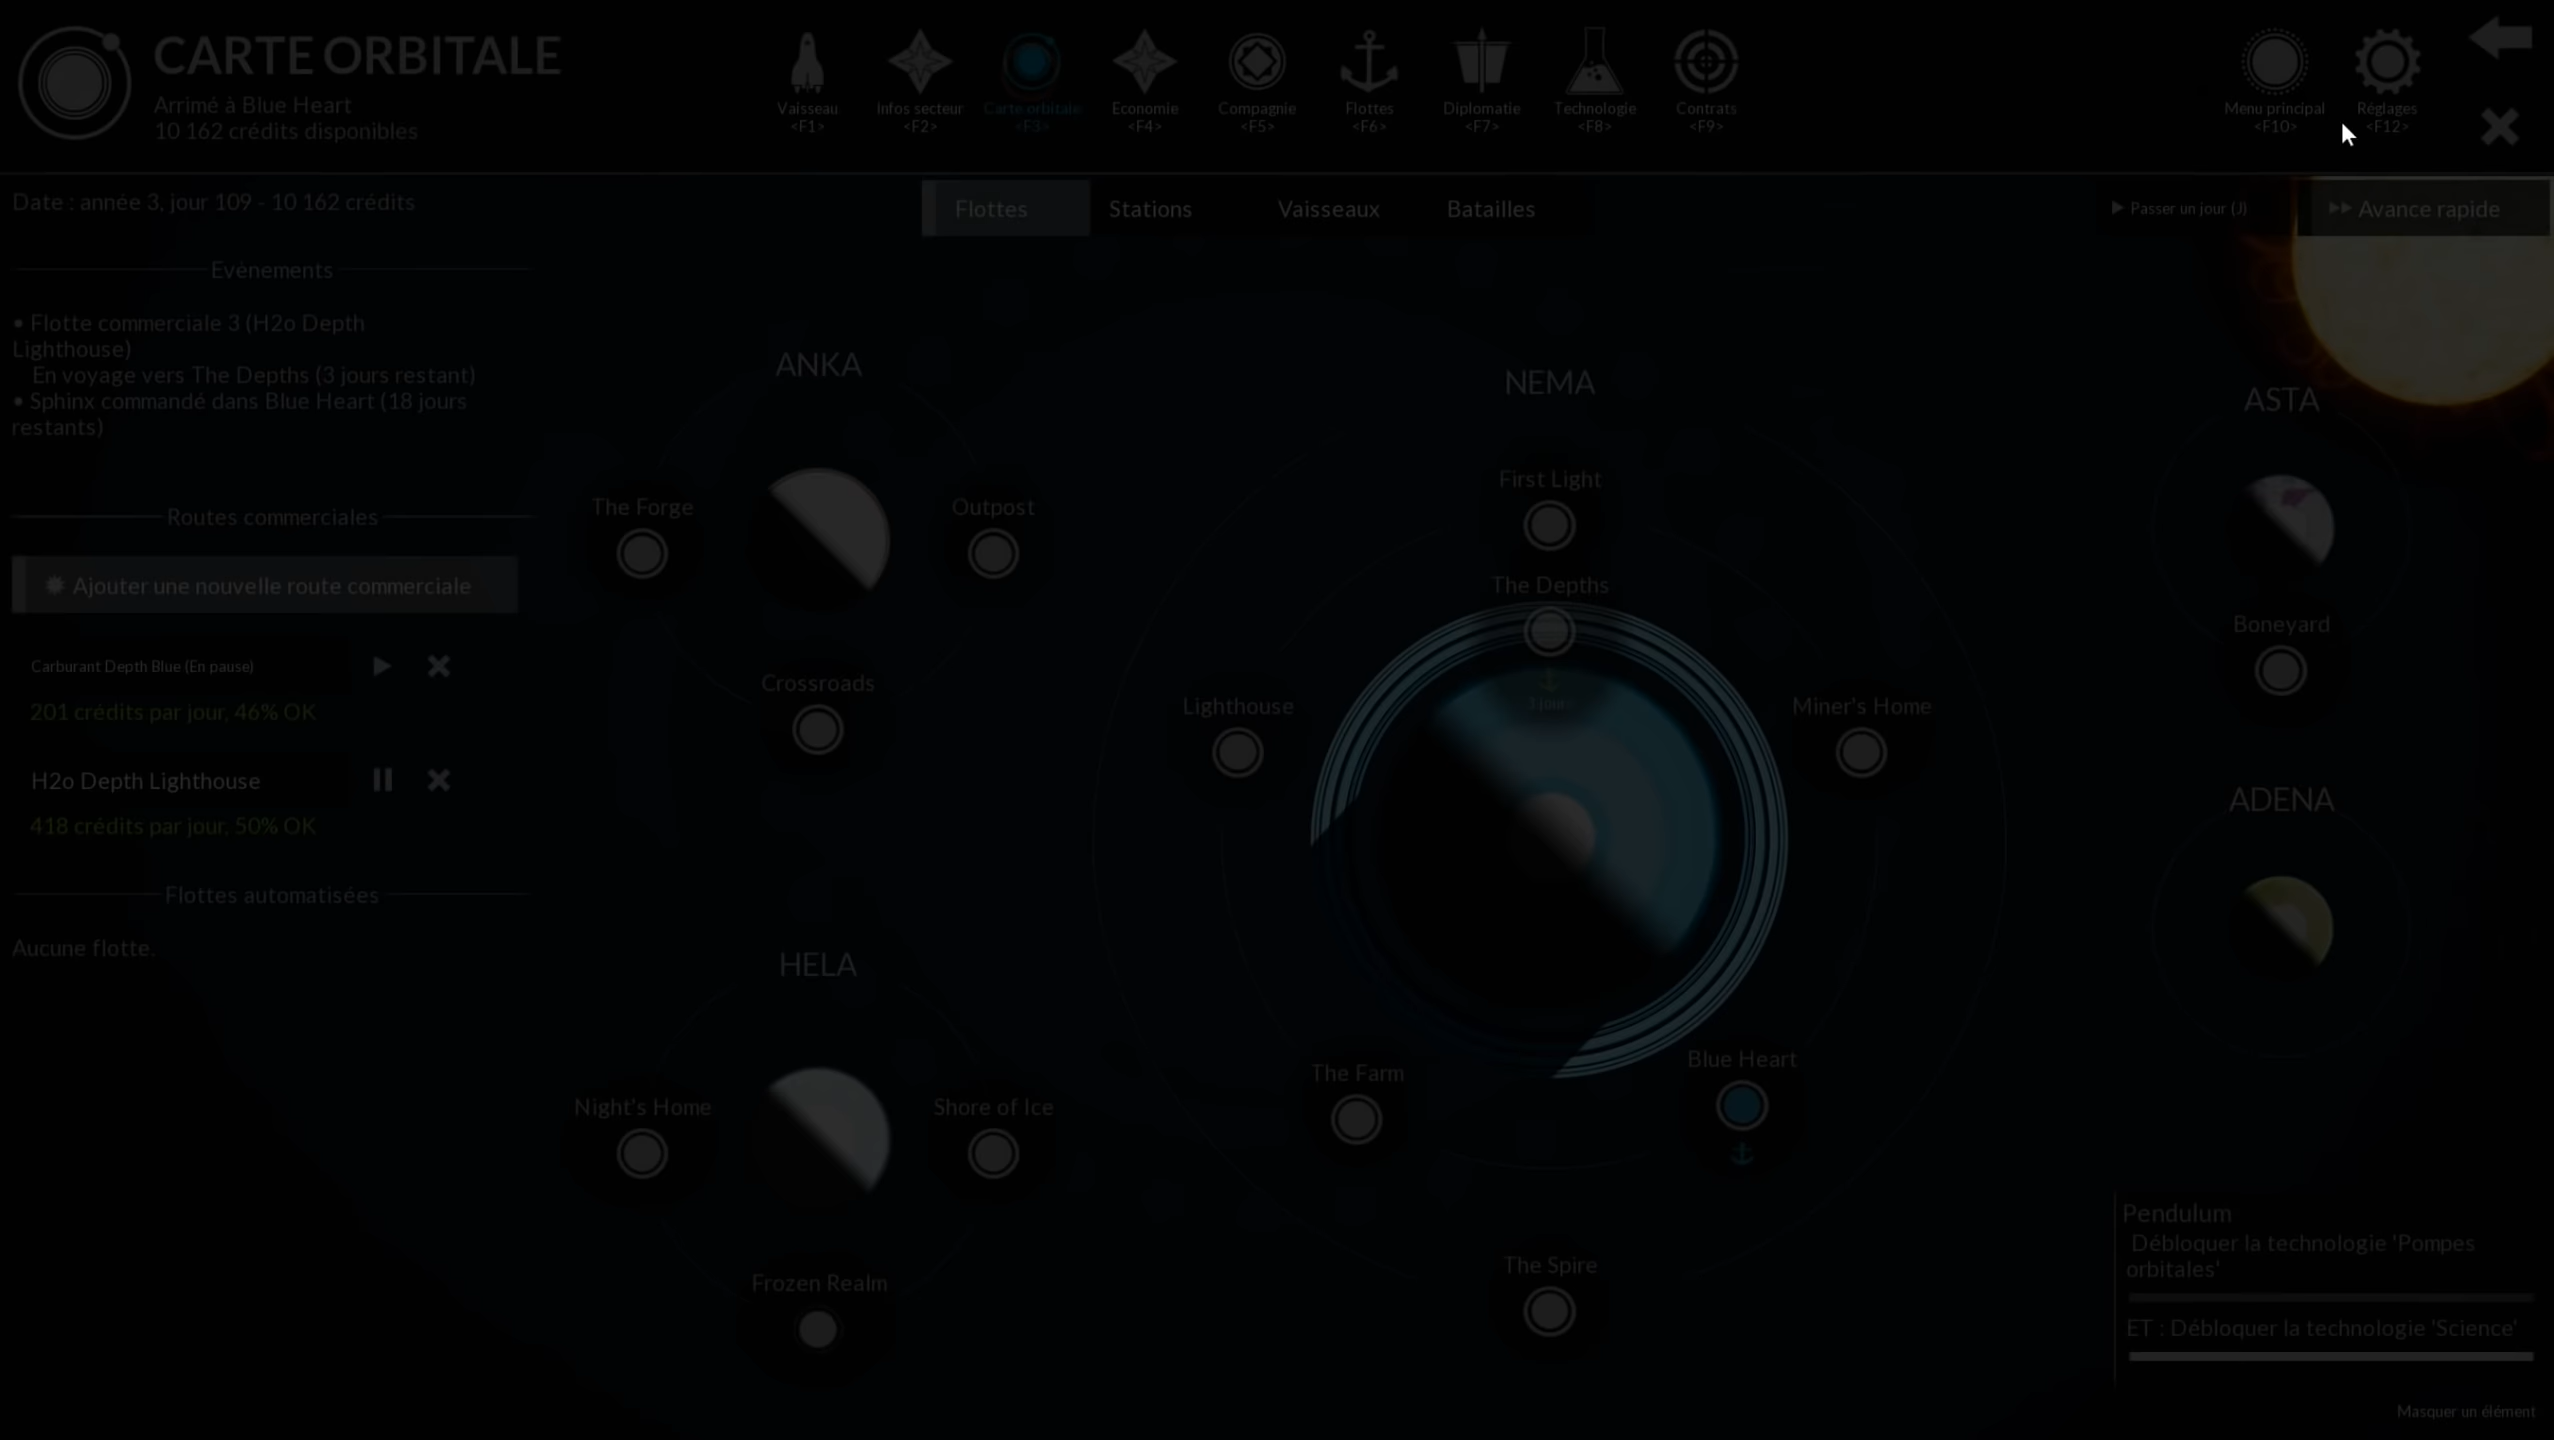 CARTE ORBITALE
Arrimé à Blue Heart
10 162 crédits disponibles
Vaisseau
<F1>
Infos secteur
<F2>
Carte orbitale
<F3>
Economie
<F4>
Compagnie
<F5>
Flottes
<F6>
Diplomatie
<F7>
Technologie
<F8>
Contrats
<F9>
Menu principal
<F10>
Réglages
<F12>
Date : année 3, jour 109 - 10 162 crédits
Flottes
Stations
Vaisseaux
Batailles
Passer un jour (J)
Avance rapide
Evènements
• Flotte commerciale 3 (H2o Depth
Lighthouse)
En voyage vers The Depths (3 jours restant)
• Sphinx commandé dans Blue Heart (18 jours
restants)
Routes commerciales
Ajouter une nouvelle route commerciale
Carburant Depth Blue (En pause)
201 crédits par jour, 46% OK
H2o Depth Lighthouse
418 crédits par jour, 50% OK
Flottes automatisées
Aucune flotte.
ANKA
The Forge
Outpost
Crossroads
HELA
Night's Home
Shore of Ice
Frozen Realm
NEMA
First Light
The Depths
3 jours
Lighthouse
Miner's Home
The Farm
Blue Heart
The Spire
ASTA
Boneyard
ADENA
Pendulum
Débloquer la technologie 'Pompes
orbitales'
ET : Débloquer la technologie 'Science'
Masquer un élément